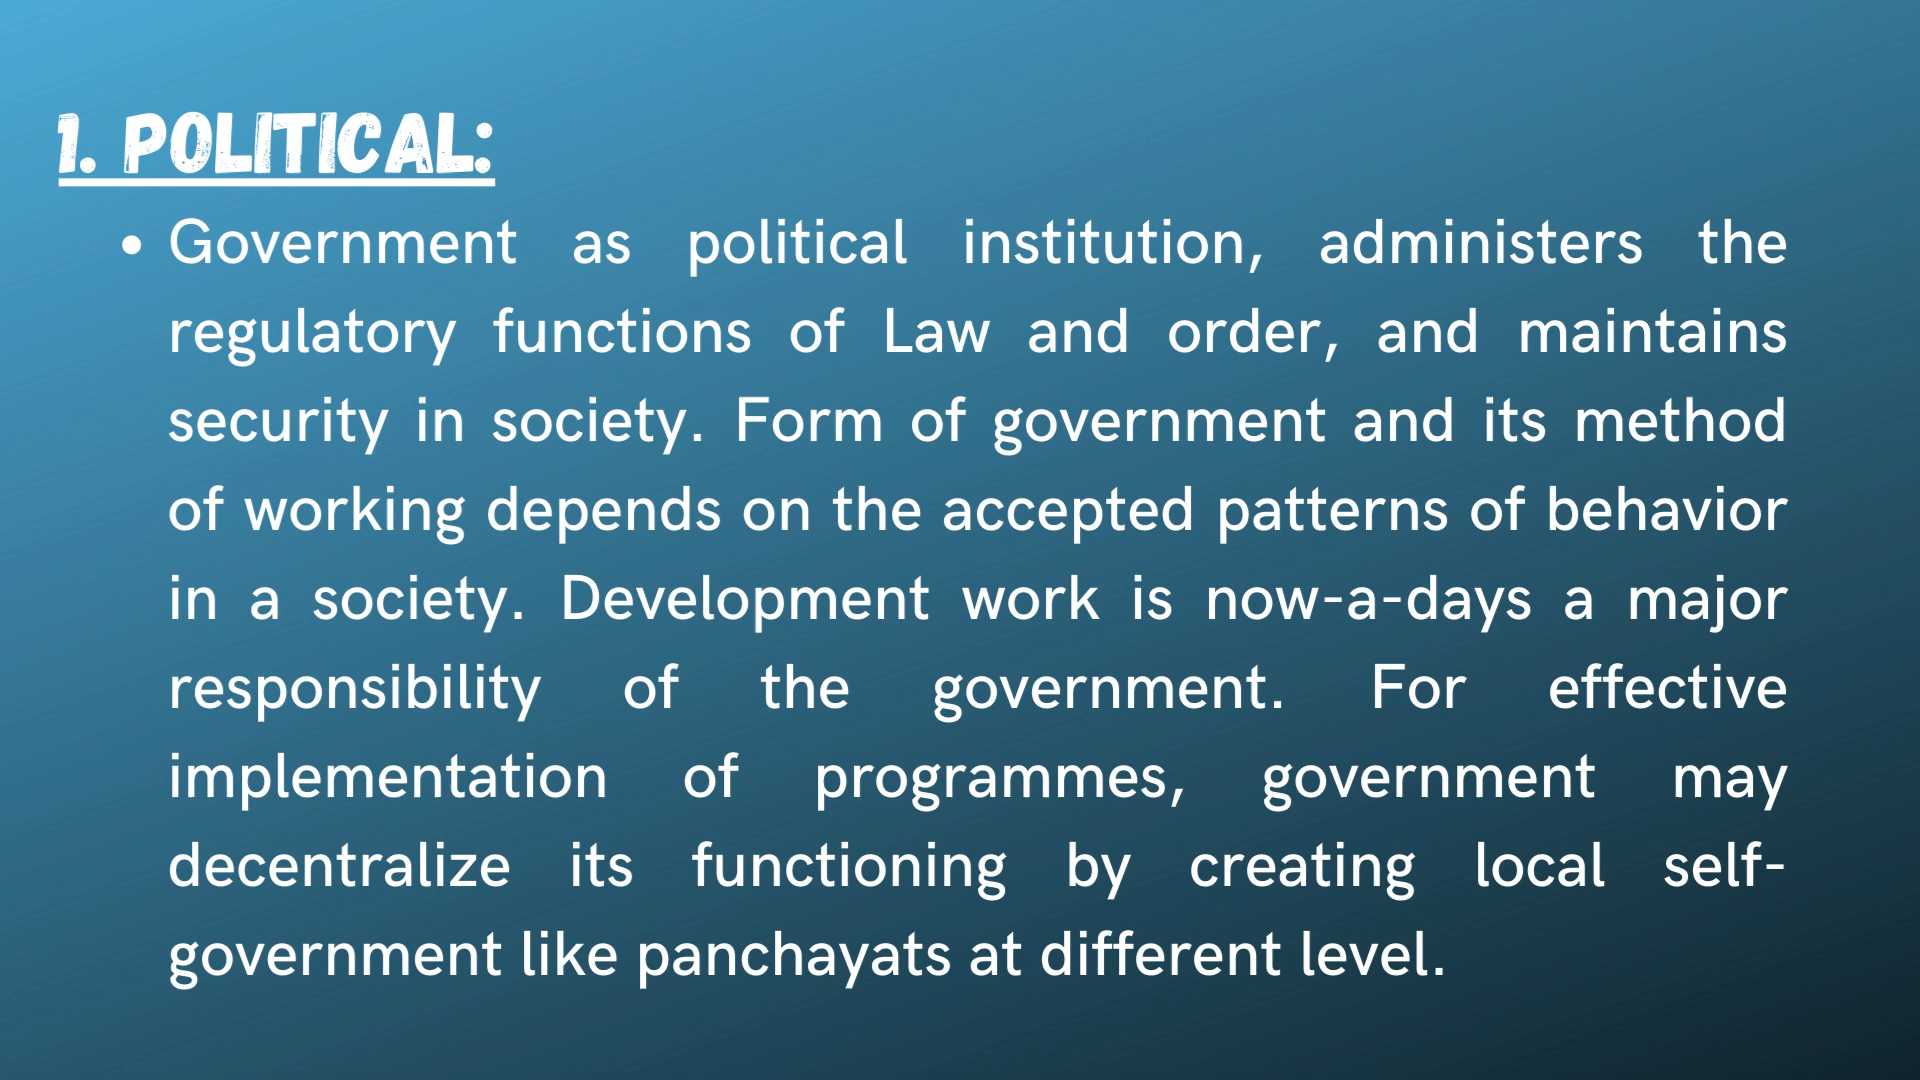 1. POLITICAL:
• Government as political institution, administers the
regulatory functions of Law and order, and maintains
security in society. Form of government and its method
of working depends on the accepted patterns of behavior
in a society. Development work is now-a-days a major
responsibility of the government. For effective
implementation of programmes, government may
decentralize its functioning by creating local self-
government like panchayats at different level.